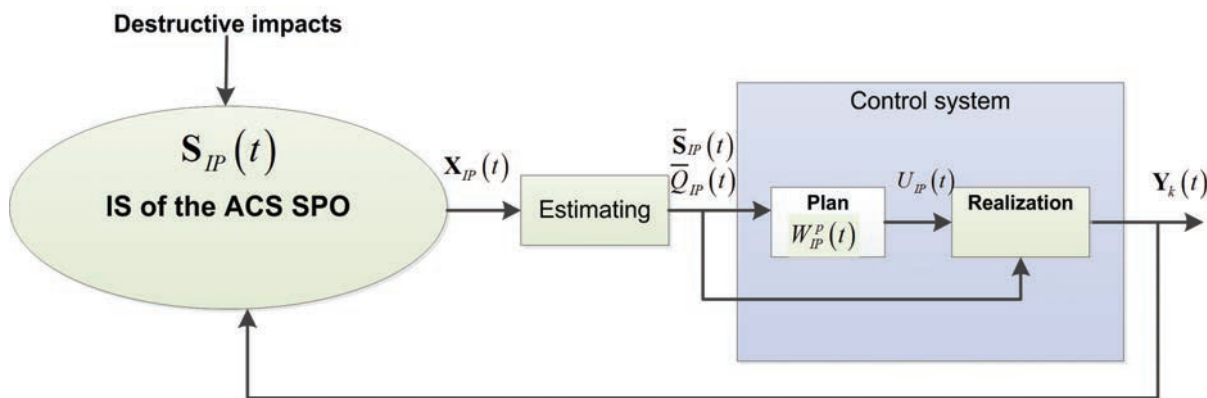 Destructive impacts
Control system
S_IP(t)
IS of the ACS SPO
X_IP(t)
Estimating
S̅_IP(t)
Q̅_IP(t)
Plan
W^p_IP(t)
U_IP(t)
Realization
Y_k(t)